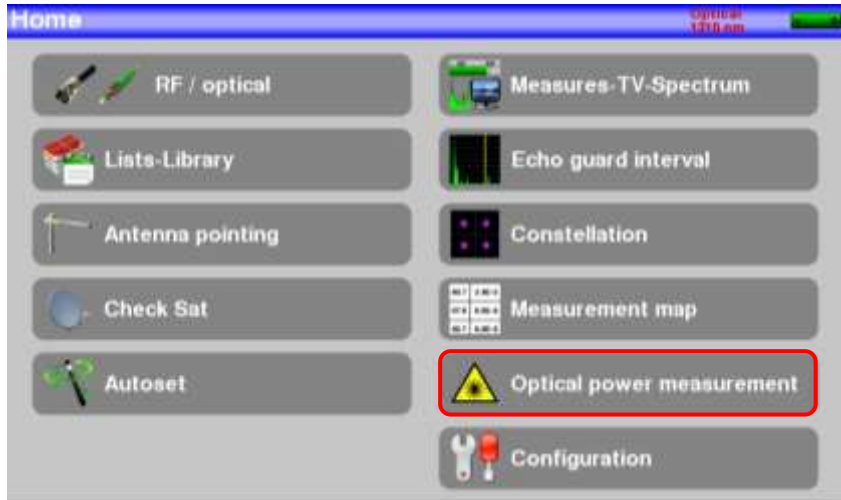 Home
Optical
1310 nm
RF / optical
Measures-TV-Spectrum
Lists-Library
Echo guard interval
Antenna pointing
Constellation
Check Sat
Measurement map
Autoset
Optical power measurement
Configuration